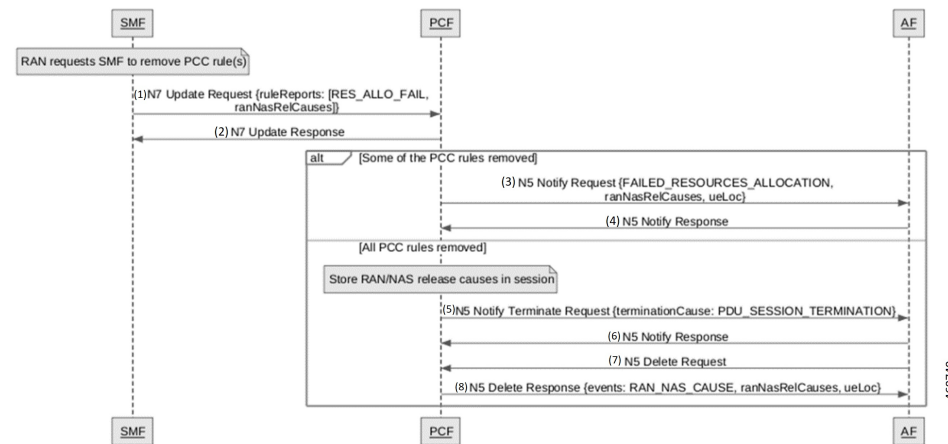 SMF PCF AF
RAN requests SMF to remove PCC rule(s)
(1)N7 Update Request {ruleReports: [RES_ALLO_FAIL,
ranNasRelCauses]}
(2) N7 Update Response
alt [Some of the PCC rules removed]
(3) N5 Notify Request {FAILED_RESOURCES_ALLOCATION,
ranNasRelCauses, ueLoc}
(4) N5 Notify Response
[All PCC rules removed]
Store RAN/NAS release causes in session
(5)N5 Notify Terminate Request {terminationCause: PDU_SESSION_TERMINATION}
(6) N5 Notify Response
(7) N5 Delete Request
(8)N5 Delete Response {events: RAN_NAS_CAUSE, ranNasRelCauses, ueLoc}
SMF PCF AF